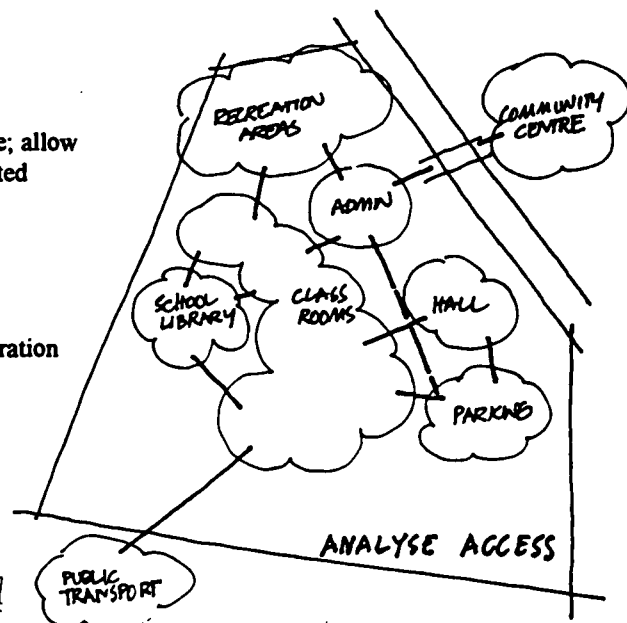 RECREATION
AREAS
COMMUNITY
CENTRE
e; allow
ted
ADMIN
SCHOOL
LIBRARY
CLASS
ROOMS
HALL
ration
PARKING
ANALYSE ACCESS
PUBLIC
TRANSPORT